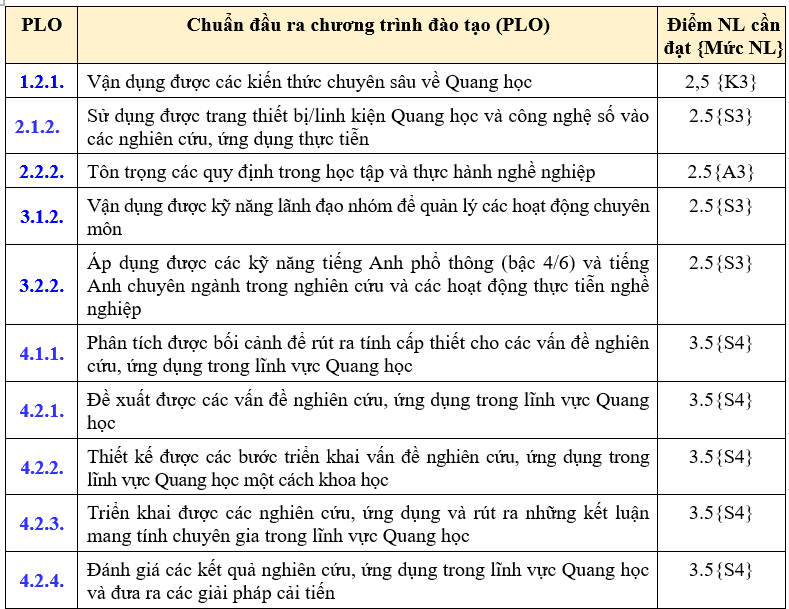 PLO
Chuẩn đầu ra chương trình đào tạo (PLO)
Điểm NL cần
đạt {Mức NL}
1.2.1.
Vận dụng được các kiến thức chuyên sâu về Quang học
2,5 {K3}
2.1.2.
Sử dụng được trang thiết bị/linh kiện Quang học và công nghệ số vào
các nghiên cứu, ứng dụng thực tiễn
2.5{S3}
2.2.2.
Tôn trọng các quy định trong học tập và thực hành nghề nghiệp
2.5{A3}
3.1.2.
Vận dụng được kỹ năng lãnh đạo nhóm để quản lý các hoạt động chuyên
môn
2.5{S3}
3.2.2.
Áp dụng được các kỹ năng tiếng Anh phổ thông (bậc 4/6) và tiếng
Anh chuyên ngành trong nghiên cứu và các hoạt động thực tiễn nghề
nghiệp
2.5{S3}
4.1.1.
Phân tích được bối cảnh để rút ra tính cấp thiết cho các vấn đề nghiên
cứu, ứng dụng trong lĩnh vực Quang học
3.5{S4}
4.2.1.
Đề xuất được các vấn đề nghiên cứu, ứng dụng trong lĩnh vực Quang
học
3.5{S4}
4.2.2.
Thiết kế được các bước triển khai vấn đề nghiên cứu, ứng dụng trong
lĩnh vực Quang học một cách khoa học
3.5{S4}
4.2.3.
Triển khai được các nghiên cứu, ứng dụng và rút ra những kết luận
mang tính chuyên gia trong lĩnh vực Quang học
3.5{S4}
4.2.4.
Đánh giá các kết quả nghiên cứu, ứng dụng trong lĩnh vực Quang học
và đưa ra các giải pháp cải tiến
3.5{S4}